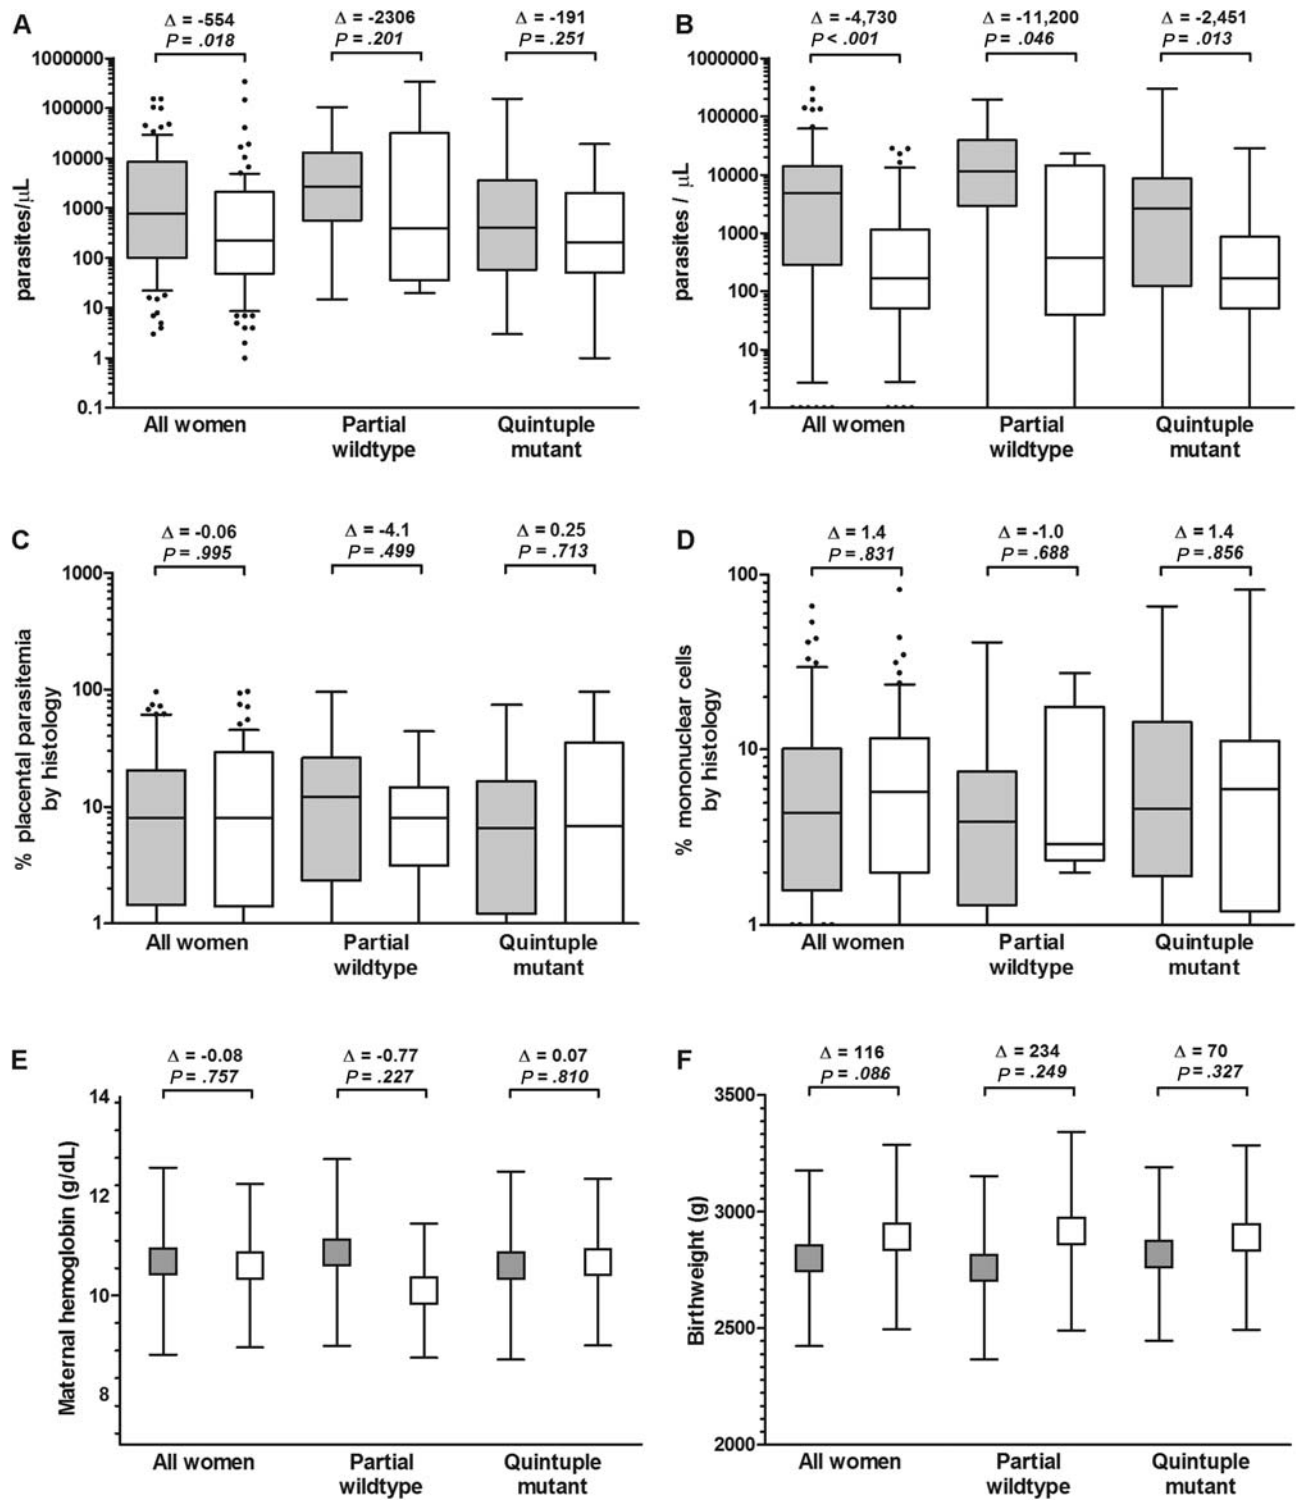 A
Δ = -554
P = .018
Δ = -2306
P = .201
Δ = -191
P = .251
parasites/µL
1000000
100000
10000
1000
100
10
1
0.1
All women
Partial
wildtype
Quintuple
mutant
B
Δ = -4,730
P < .001
Δ = -11,200
P = .046
Δ = -2,451
P = .013
parasites / µL
1000000
100000
10000
1000
100
10
1
All women
Partial
wildtype
Quintuple
mutant
C
Δ = -0.06
P = .995
Δ = -4.1
P = .499
Δ = 0.25
P = .713
% placental parasitemia
by histology
1000
100
10
1
All women
Partial
wildtype
Quintuple
mutant
D
Δ = 1.4
P = .831
Δ = -1.0
P = .688
Δ = 1.4
P = .856
% mononuclear cells
by histology
100
10
1
All women
Partial
wildtype
Quintuple
mutant
E
Δ = -0.08
P = .757
Δ = -0.77
P = .227
Δ = 0.07
P = .810
Maternal hemoglobin (g/dL)
14
12
10
8
All women
Partial
wildtype
Quintuple
mutant
F
Δ = 116
P = .086
Δ = 234
P = .249
Δ = 70
P = .327
Birthweight (g)
3500
3000
2500
2000
All women
Partial
wildtype
Quintuple
mutant